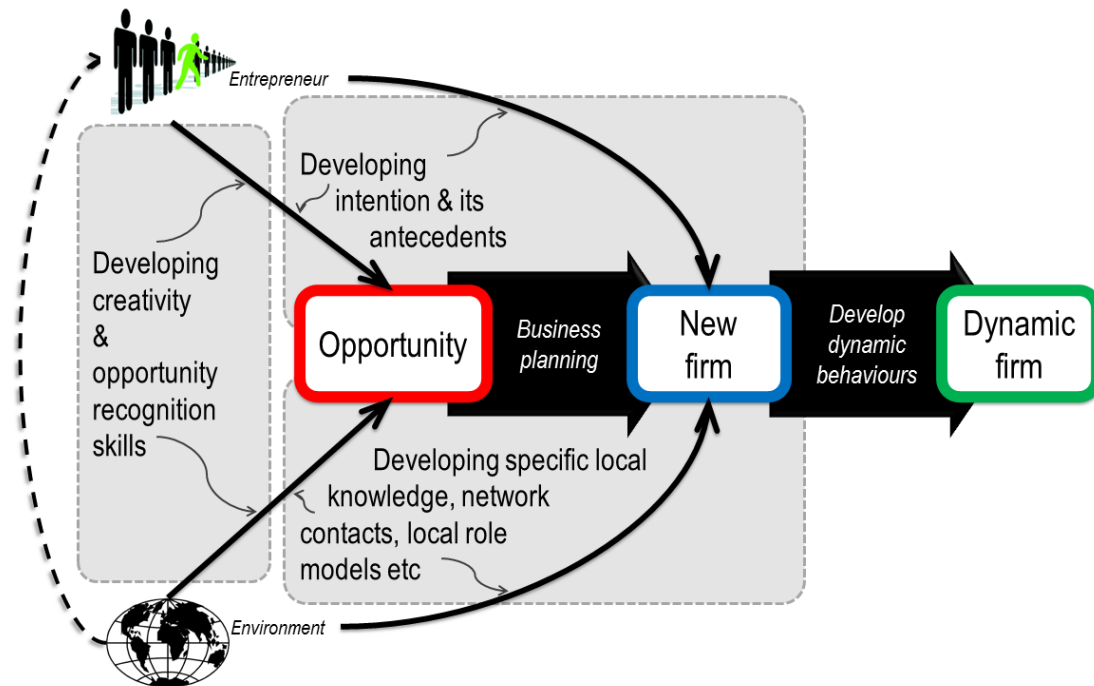 Entrepreneur
Developing
intention & its
antecedents
Developing
creativity
&
opportunity
recognition
skills
Opportunity
Business
planning
New
firm
Develop
dynamic
behaviours
Dynamic
firm
Developing specific local
knowledge, network
contacts, local role
models etc
Environment